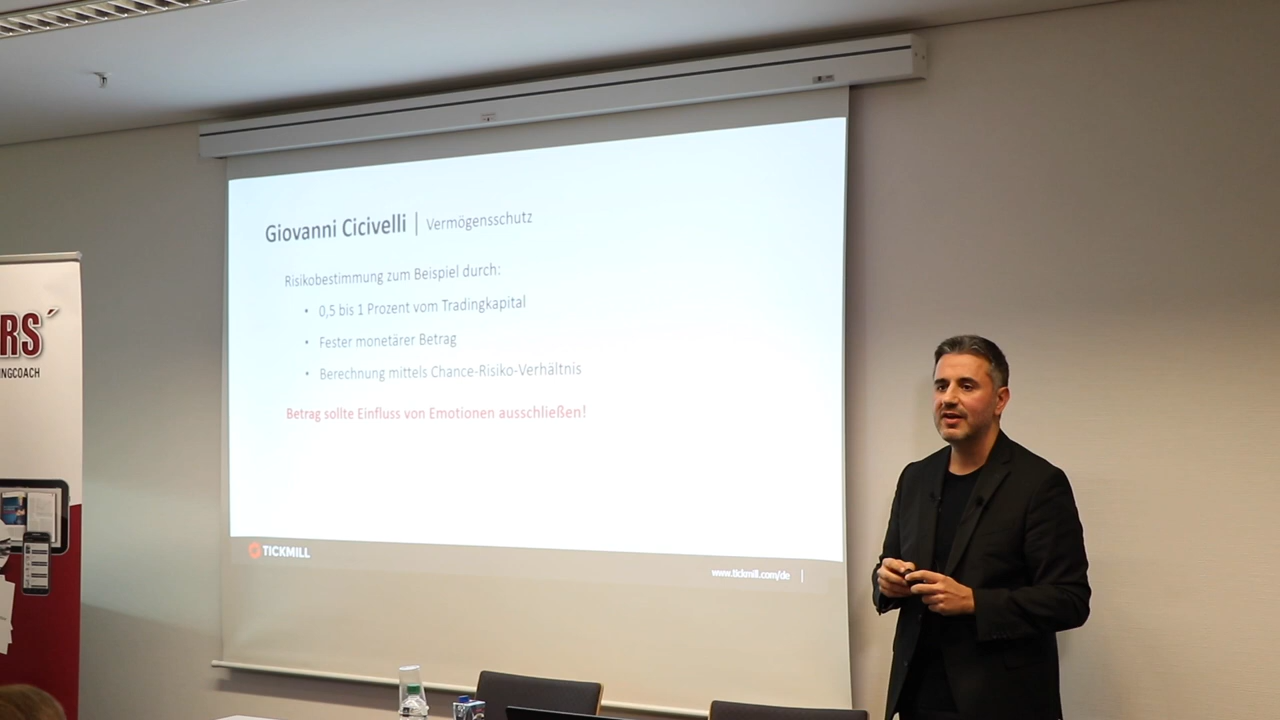 Giovanni Cicivelli | Vermögensschutz
Risikobestimmung zum Beispiel durch:
• 0,5 bis 1 Prozent vom Tradingkapital
• Fester monetärer Betrag
• Berechnung mittels Chance-Risiko-Verhältnis
Betrag sollte Einfluss von Emotionen ausschließen!
TICKMILL
www.tickmill.com/de |
RS´
INGCOACH